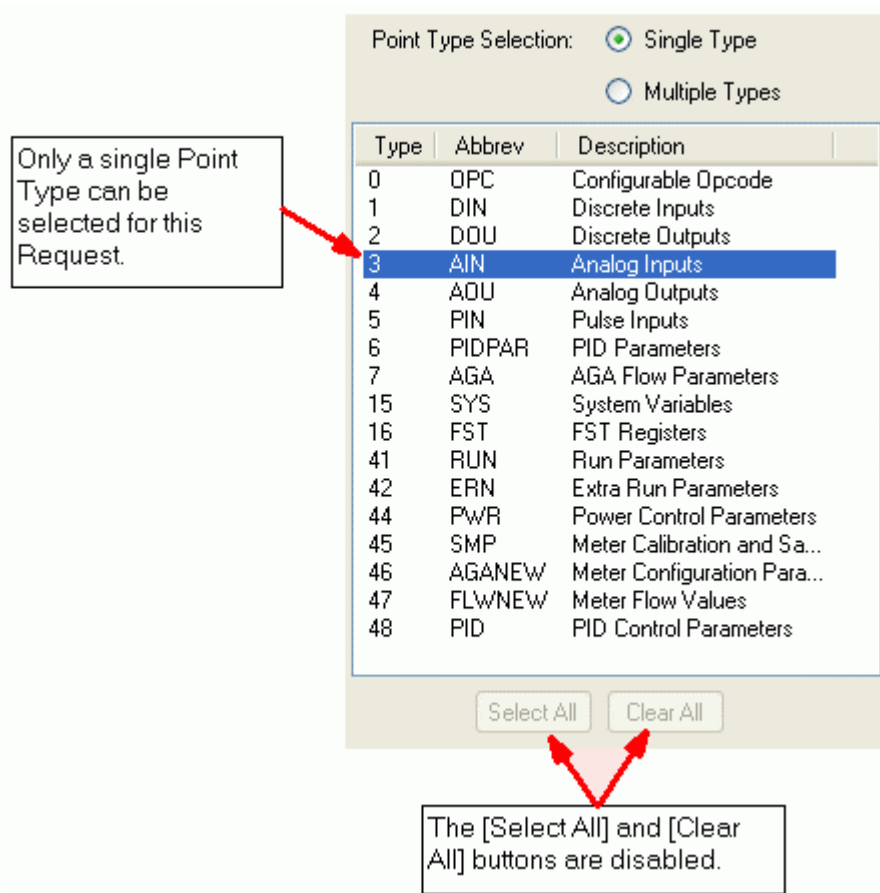 Point Type Selection: Single Type
Multiple Types
Only a single Point
Type can be
selected for this
Request.
Type Abbrev Description
0 OPC Configurable Opcode
1 DIN Discrete Inputs
2 DOU Discrete Outputs
3 AIN Analog Inputs
4 AOU Analog Outputs
5 PIN Pulse Inputs
6 PIDPAR PID Parameters
7 AGA AGA Flow Parameters
15 SYS System Variables
16 FST FST Registers
41 RUN Run Parameters
42 ERN Extra Run Parameters
44 PWR Power Control Parameters
45 SMP Meter Calibration and Sa...
46 AGANEW Meter Configuration Para...
47 FLWNEW Meter Flow Values
48 PID PID Control Parameters
Select All Clear All
The [Select All] and [Clear
All] buttons are disabled.